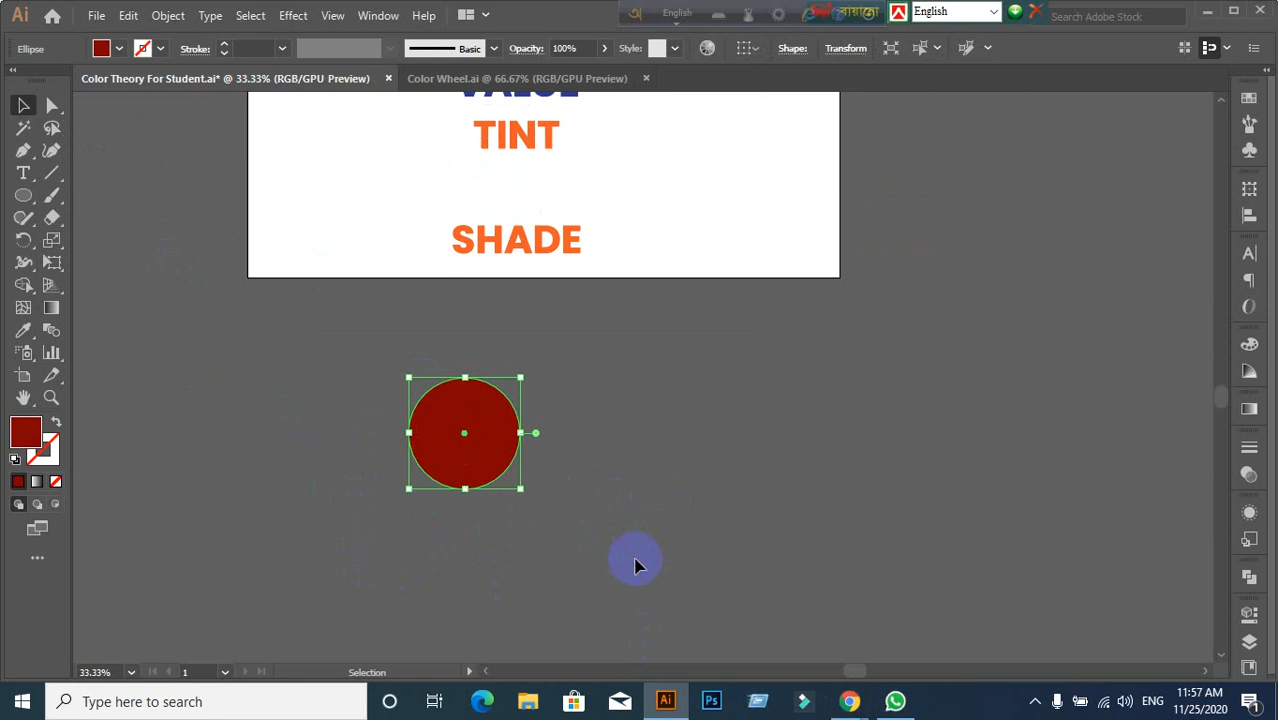 Ai File Edit Object Type Select Effect View Window Help English English Search Adobe Stock
Ellipse Stroke: Basic Opacity: 100% Style: Shape: Transform
Color Theory For Student.ai* @ 33.33% (RGB/GPU Preview) × Color Wheel.ai @ 66.67% (RGB/GPU Preview) ×
VALUE
TINT
SHADE
33.33% 1 Selection
Type here to search Ai Ps ENG 11:57 AM
11/25/2020